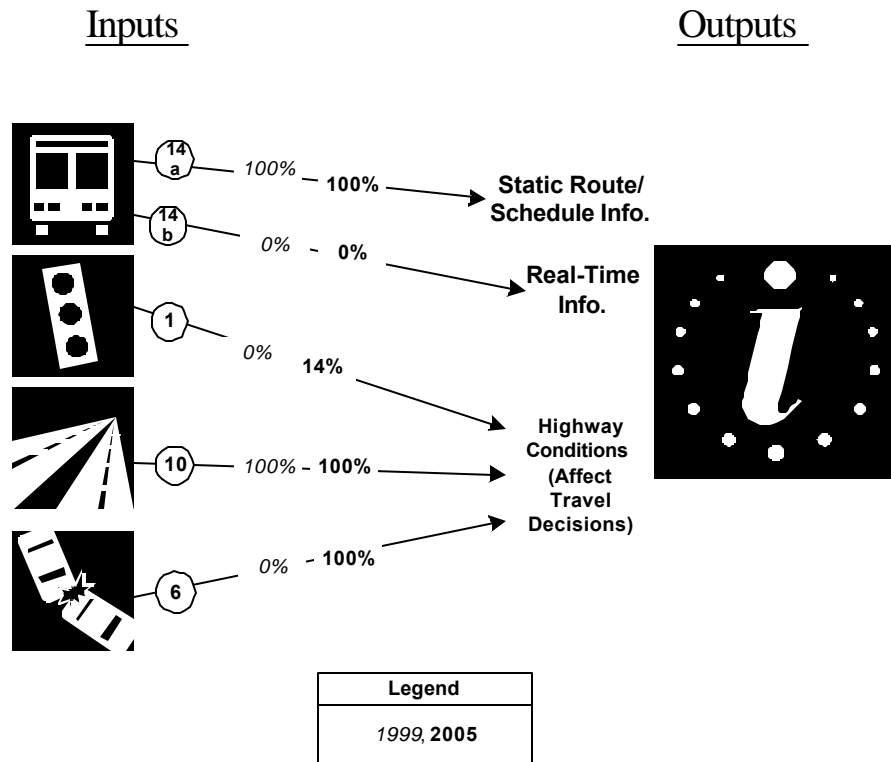 Inputs
Outputs
14
a
100%
100%
Static Route/
Schedule Info.
14
b
0%
0%
Real-Time
Info.
1
0%
14%
Highway
Conditions
(Affect
Travel
Decisions)
10
100%
100%
6
0%
100%
i
Legend
1999, 2005